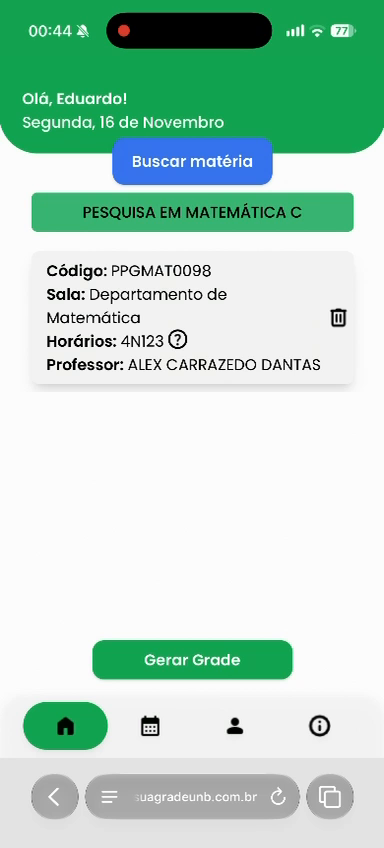 00:44
77
Olá, Eduardo!
Segunda, 16 de Novembro
Buscar matéria
PESQUISA EM MATEMÁTICA C
Código: PPGMAT0098
Sala: Departamento de
Matemática
Horários: 4N123 ?
Professor: ALEX CARRAZEDO DANTAS
Gerar Grade
suagradeunb.com.br